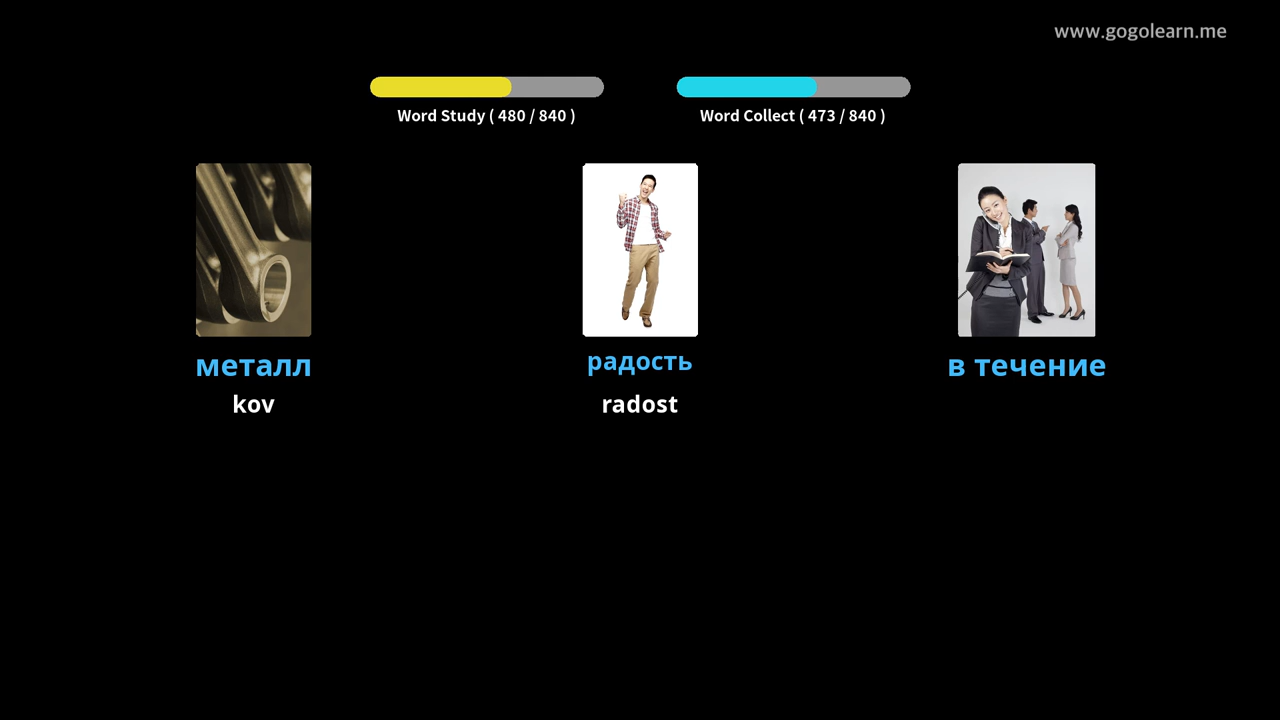 www.gogolearn.me
Word Study ( 480 / 840 )
Word Collect ( 473 / 840 )
металл
радость
в течение
kov
radost